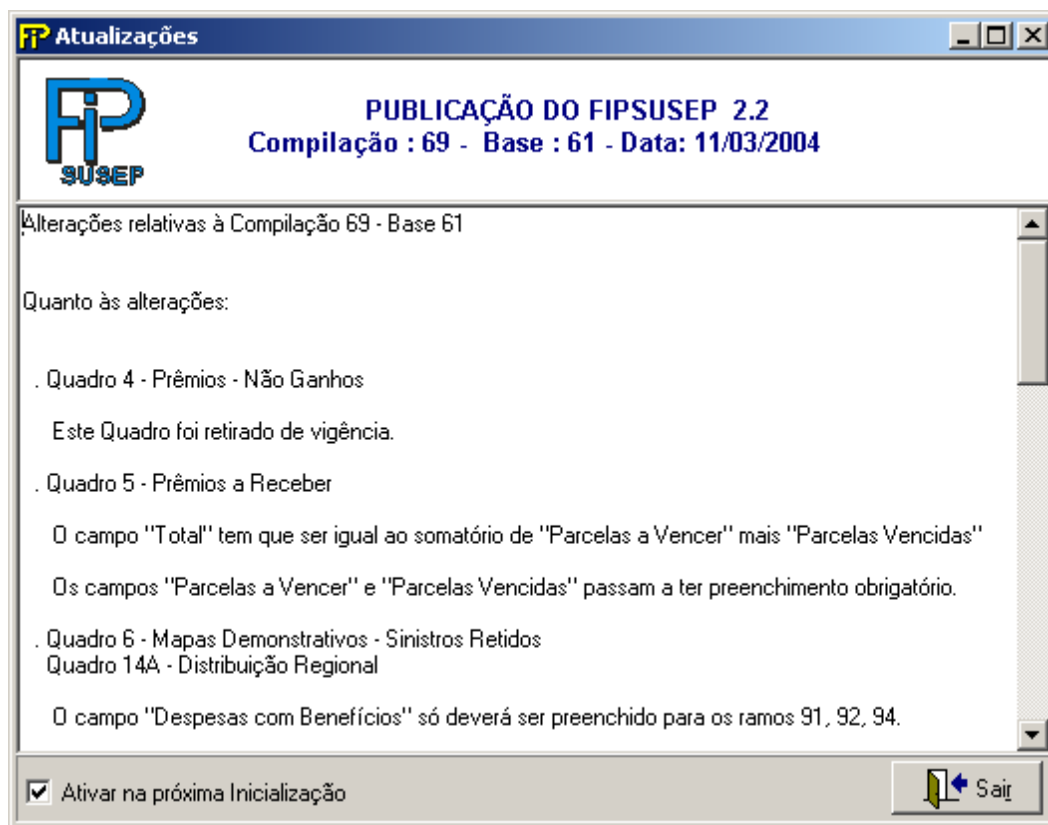 FiP Atualizações
FiP
SUSEP
PUBLICAÇÃO DO FIPSUSEP 2.2
Compilação : 69 - Base : 61 - Data: 11/03/2004
Alterações relativas à Compilação 69 - Base 61
Quanto às alterações:
. Quadro 4 - Prêmios - Não Ganhos
Este Quadro foi retirado de vigência.
. Quadro 5 - Prêmios a Receber
O campo "Total" tem que ser igual ao somatório de "Parcelas a Vencer" mais "Parcelas Vencidas"
Os campos "Parcelas a Vencer" e "Parcelas Vencidas" passam a ter preenchimento obrigatório.
. Quadro 6 - Mapas Demonstrativos - Sinistros Retidos
Quadro 14A - Distribuição Regional
O campo "Despesas com Benefícios" só deverá ser preenchido para os ramos 91, 92, 94.
Ativar na próxima Inicialização
Sair